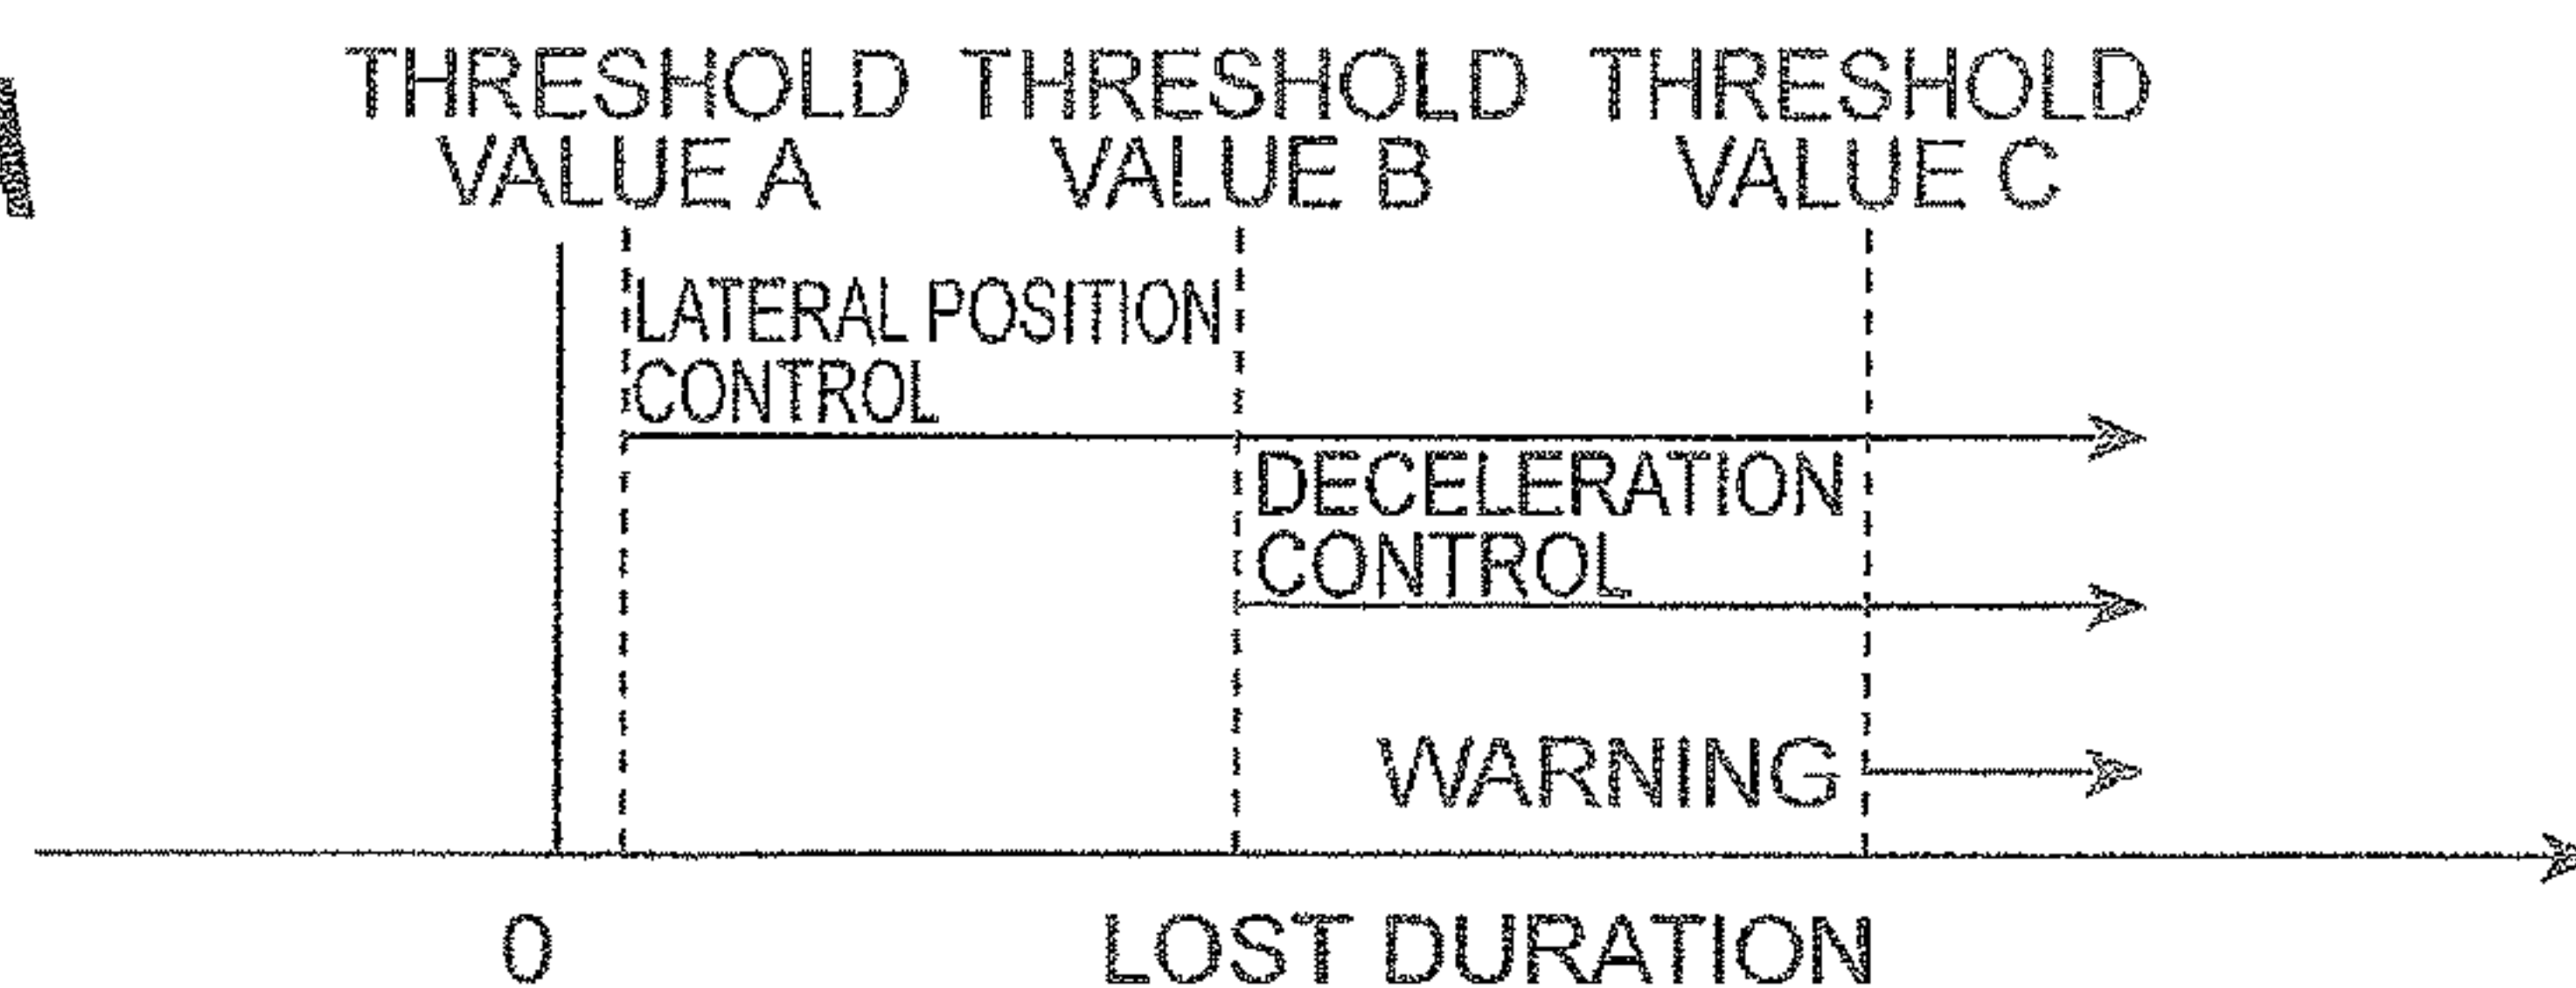 THRESHOLD THRESHOLD THRESHOLD
VALUE A VALUE B VALUE C
LATERAL POSITION
CONTROL
DECELERATION
CONTROL
WARNING
0 LOST DURATION